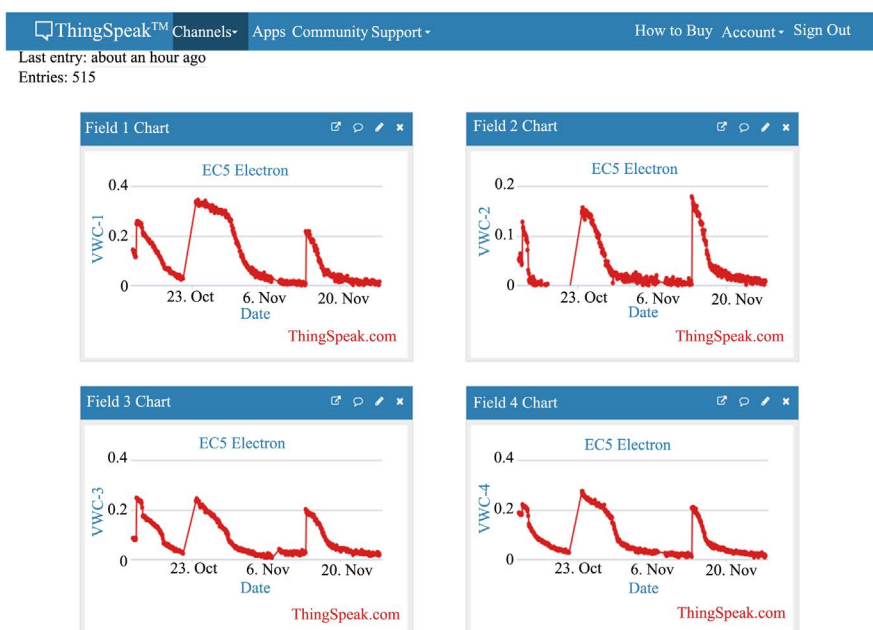 ThingSpeak™ Channels Apps Community Support How to Buy Account Sign Out
Last entry: about an hour ago
Entries: 515
Field 1 Chart
EC5 Electron
VWC-1
0.4
0.2
0
23. Oct 6. Nov 20. Nov
Date
ThingSpeak.com
Field 2 Chart
EC5 Electron
VWC-2
0.2
0.1
0
23. Oct 6. Nov 20. Nov
Date
ThingSpeak.com
Field 3 Chart
EC5 Electron
VWC-3
0.4
0.2
0
23. Oct 6. Nov 20. Nov
Date
ThingSpeak.com
Field 4 Chart
EC5 Electron
VWC-4
0.4
0.2
0
23. Oct 6. Nov 20. Nov
Date
ThingSpeak.com